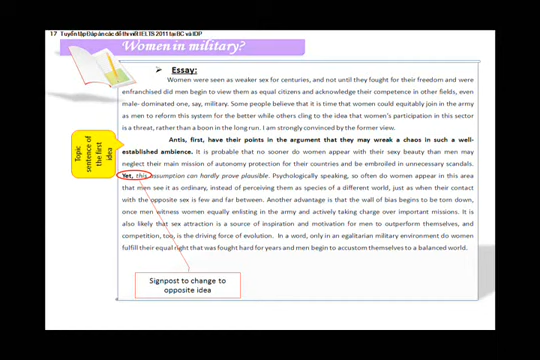 17 Tuyển tập Đáp án các đề thi viết IELTS 2011 tại BC và IDP
Women in military?
Essay:
Women were seen as weaker sex for centuries, and not until they fought for their freedom and were
enfranchised did men begin to view them as equal citizens and acknowledge their competence in other fields,
even male- dominated one, say, military. Some people believe that it is time that women could equitably join in the army
as men to reform this system for the better while others cling to the idea that women's participation in this sector
is a threat, rather than a boon in the long run. I am strongly convinced by the former view.
Antis, first, have their points in the argument that they may wreak a chaos in such a well-
established ambience. It is probable that no sooner do women appear with their sexy beauty than men may
neglect their main mission of autonomy protection for their countries and be embroiled in unnecessary scandals.
Yet, this assumption can hardly prove plausible. Psychologically speaking, so often do women appear in this area
that men see it as ordinary, instead of perceiving them as species of a different world, just as when their contact
with the opposite sex is few and far between. Another advantage is that the wall of bias begins to be torn down,
once men witness women equally enlisting in the army and actively taking charge over important missions. It is
also likely that sex attraction is a source of inspiration and motivation for men to outperform themselves, and
competition, too, is the driving force of evolution. In a word, only in an egalitarian military environment do women
fulfill their equal right that was fought hard for years and men begin to accustom themselves to a balanced world.
Topic
sentence of
the first
idea
Signpost to change to
opposite idea